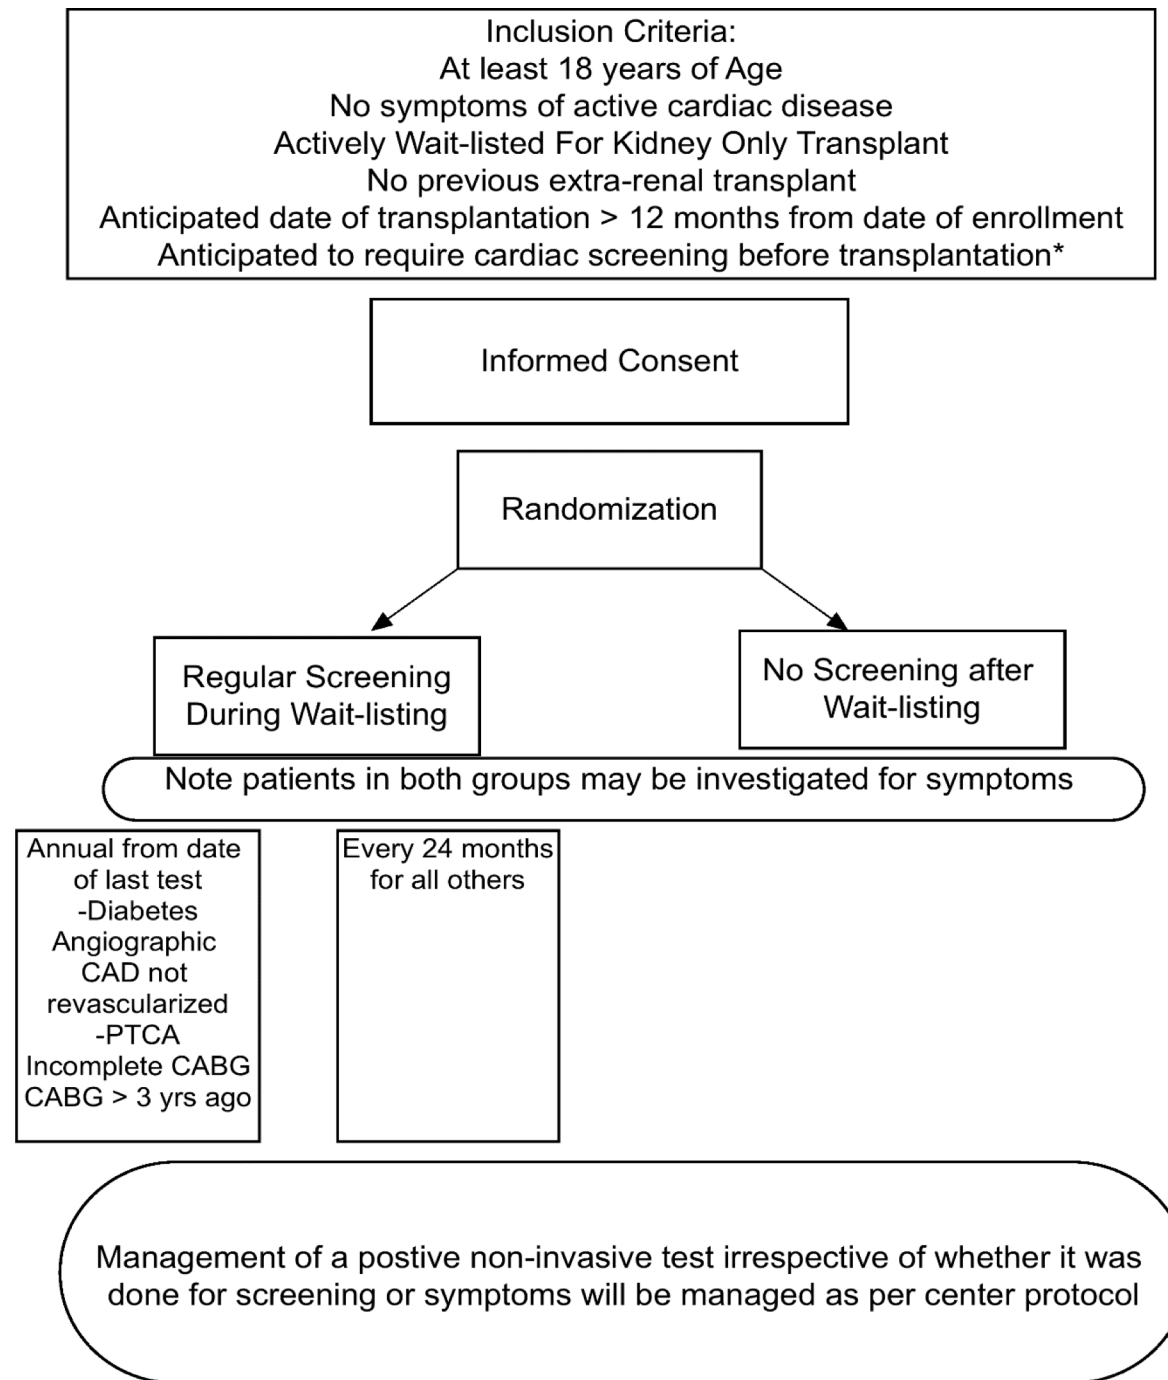 Inclusion Criteria:
At least 18 years of Age
No symptoms of active cardiac disease
Actively Wait-listed For Kidney Only Transplant
No previous extra-renal transplant
Anticipated date of transplantation > 12 months from date of enrollment
Anticipated to require cardiac screening before transplantation*
Informed Consent
Randomization
Regular Screening
During Wait-listing
No Screening after
Wait-listing
Note patients in both groups may be investigated for symptoms
Annual from date
of last test
-Diabetes
Angiographic
CAD not
revascularized
-PTCA
Incomplete CABG
CABG > 3 yrs ago
Every 24 months
for all others
Management of a postive non-invasive test irrespective of whether it was
done for screening or symptoms will be managed as per center protocol